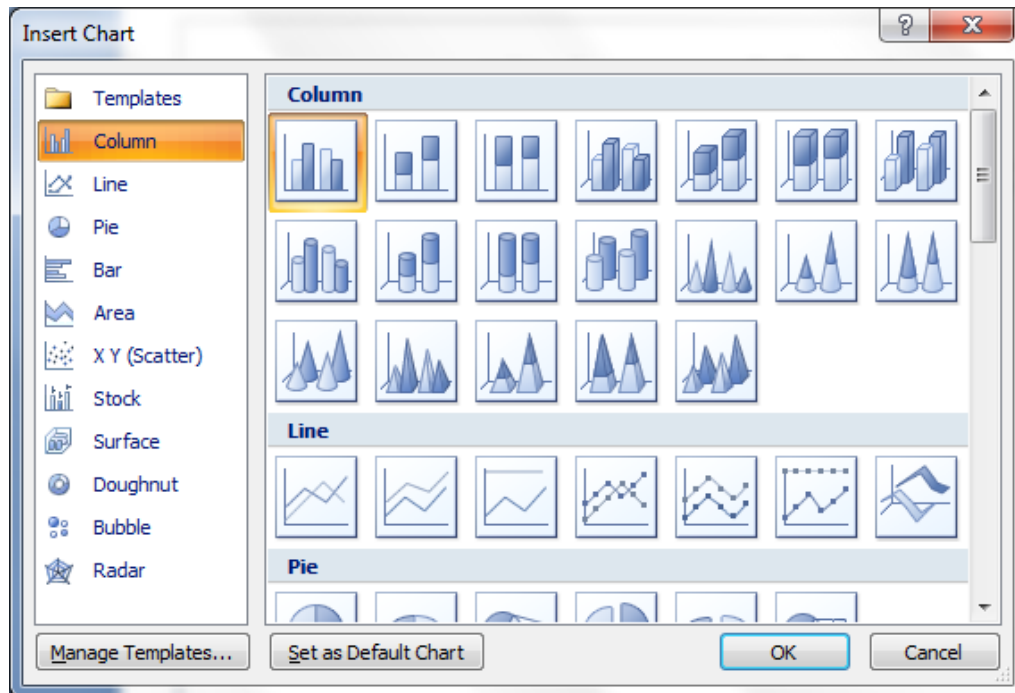 Insert Chart
Templates
Column
Line
Pie
Bar
Area
X Y (Scatter)
Stock
Surface
Doughnut
Bubble
Radar
Column
Line
Pie
Manage Templates...
Set as Default Chart
OK
Cancel